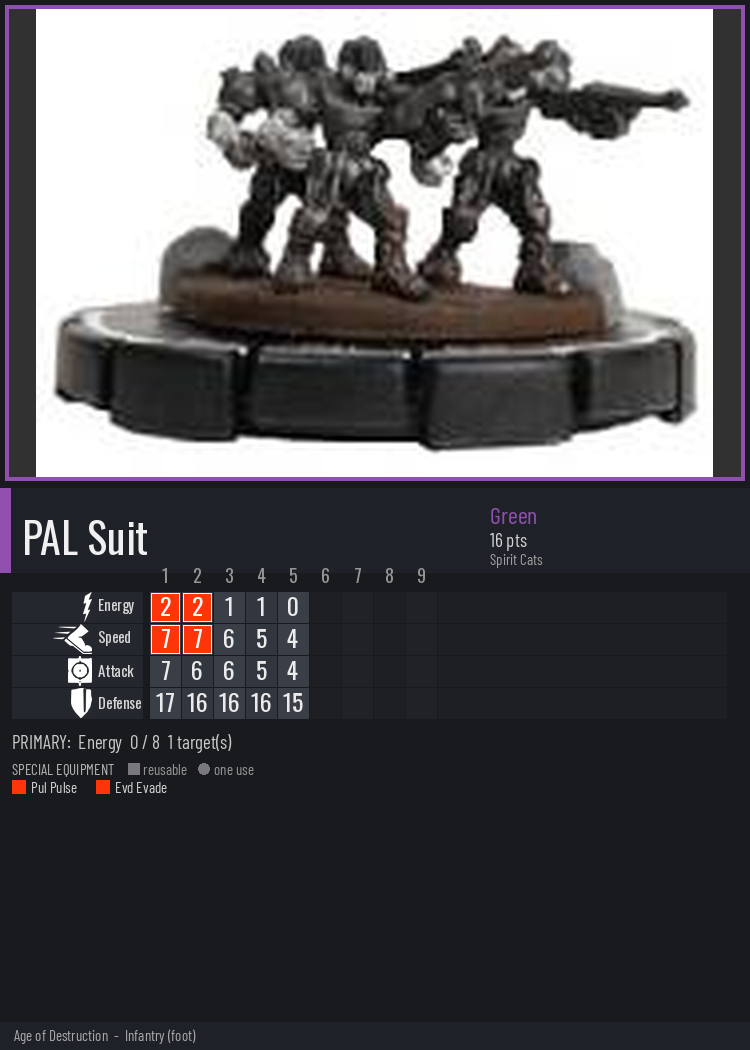 PAL Suit
Green
16 pts
Spirit Cats
1 2 3 4 5 6 7 8 9
Energy 2 2 1 1 0
Speed 7 7 6 5 4
Attack 7 6 6 5 4
Defense 17 16 16 16 15
PRIMARY: Energy 0 / 8 1 target(s)
SPECIAL EQUIPMENT reusable one use
Pul Pulse Evd Evade
Age of Destruction - Infantry (foot)